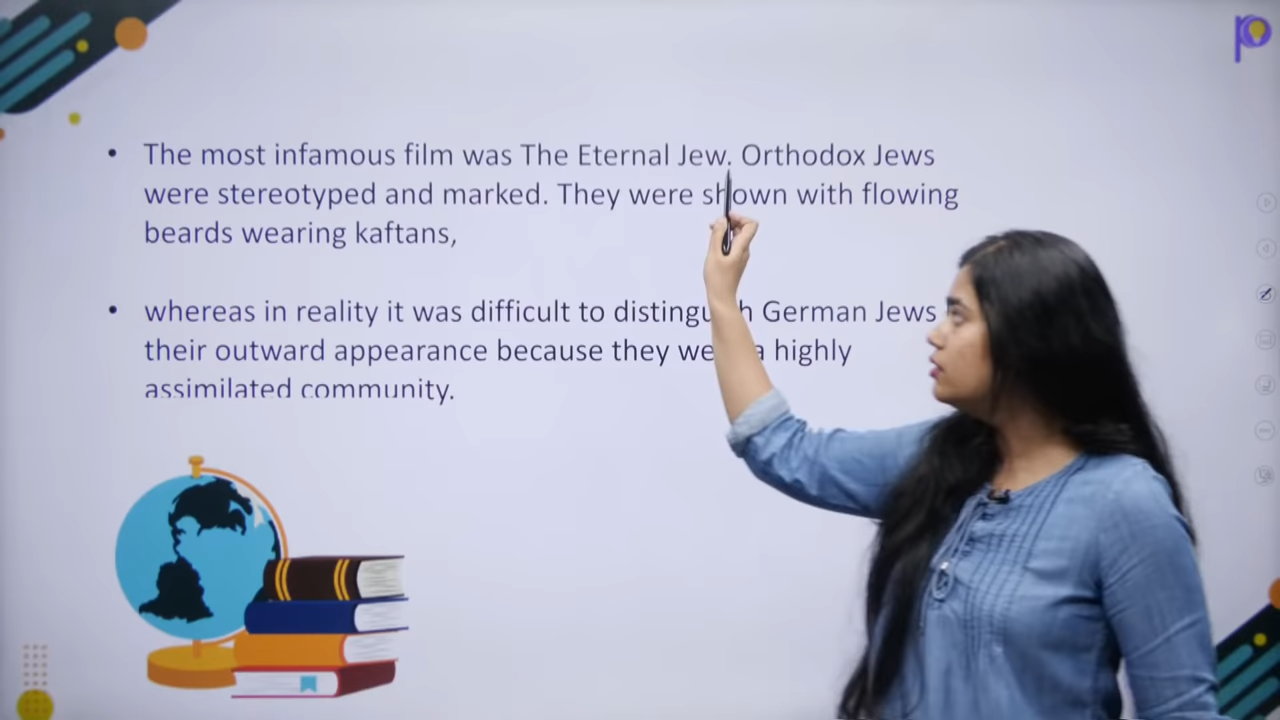 • The most infamous film was The Eternal Jew. Orthodox Jews
were stereotyped and marked. They were shown with flowing
beards wearing kaftans,
• whereas in reality it was difficult to distinguish German Jews
their outward appearance because they were a highly
assimilated community.